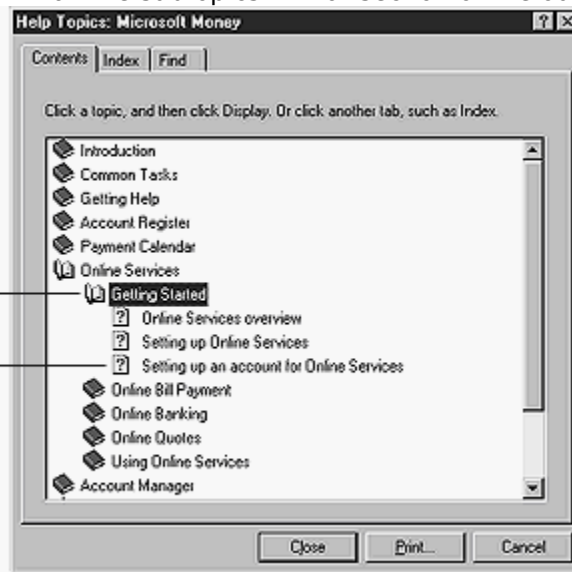 Help Topics: Microsoft Money
Contents Index Find
Click a topic, and then click Display. Or click another tab, such as Index.
Introduction
Common Tasks
Getting Help
Account Register
Payment Calendar
Online Services
Getting Started
Online Services overview
Setting up Online Services
Setting up an account for Online Services
Online Bill Payment
Online Banking
Online Quotes
Using Online Services
Account Manager
Close Print... Cancel